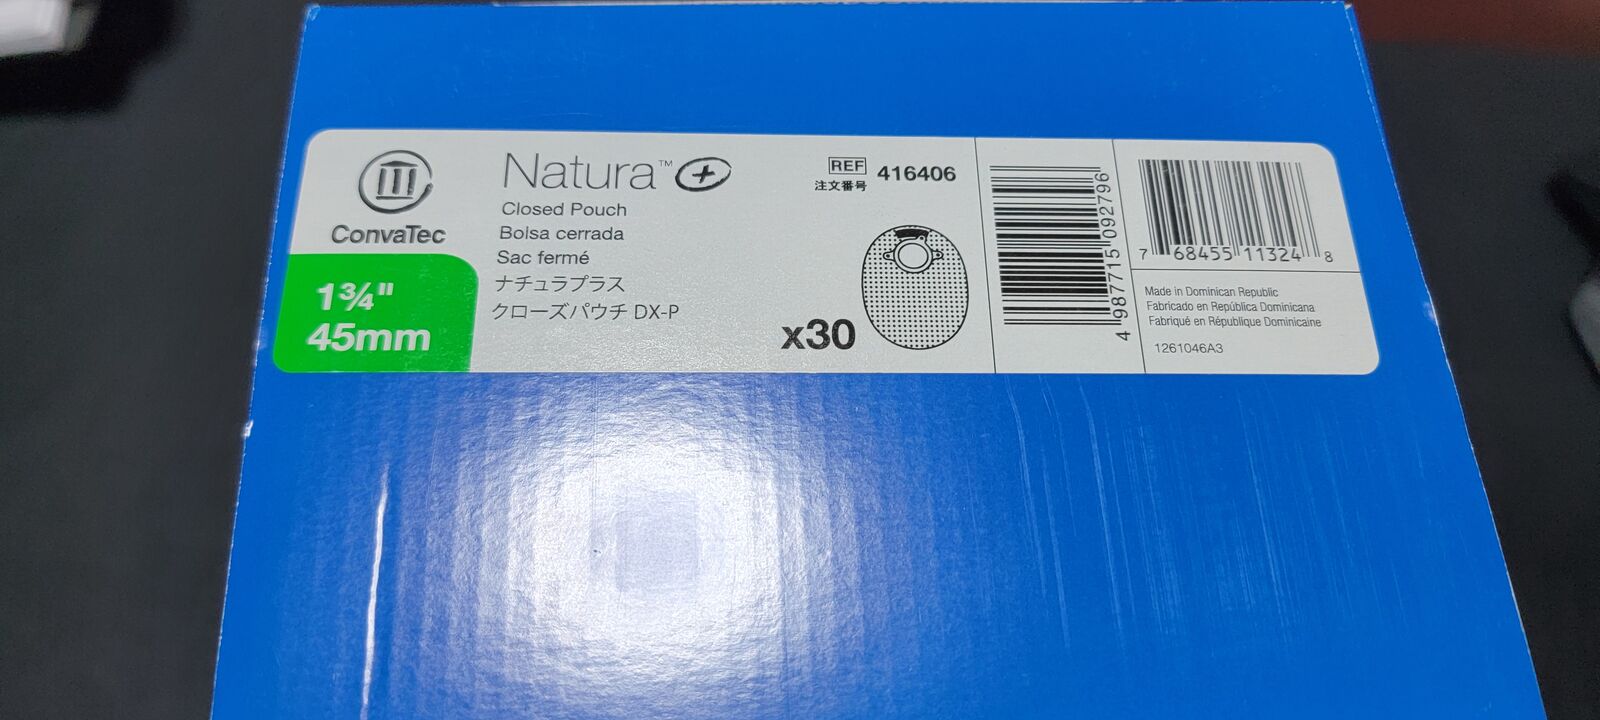 ConvaTec
1¾"
45mm
Natura™ +
Closed Pouch
Bolsa cerrada
Sac fermé
ナチュラプラス
クローズパウチ DX-P
REF 416406
注文番号
x30
4 987715 092796
7 68455 11324 8
Made in Dominican Republic
Fabricado en República Dominicana
Fabriqué en République Dominicaine
1261046A3